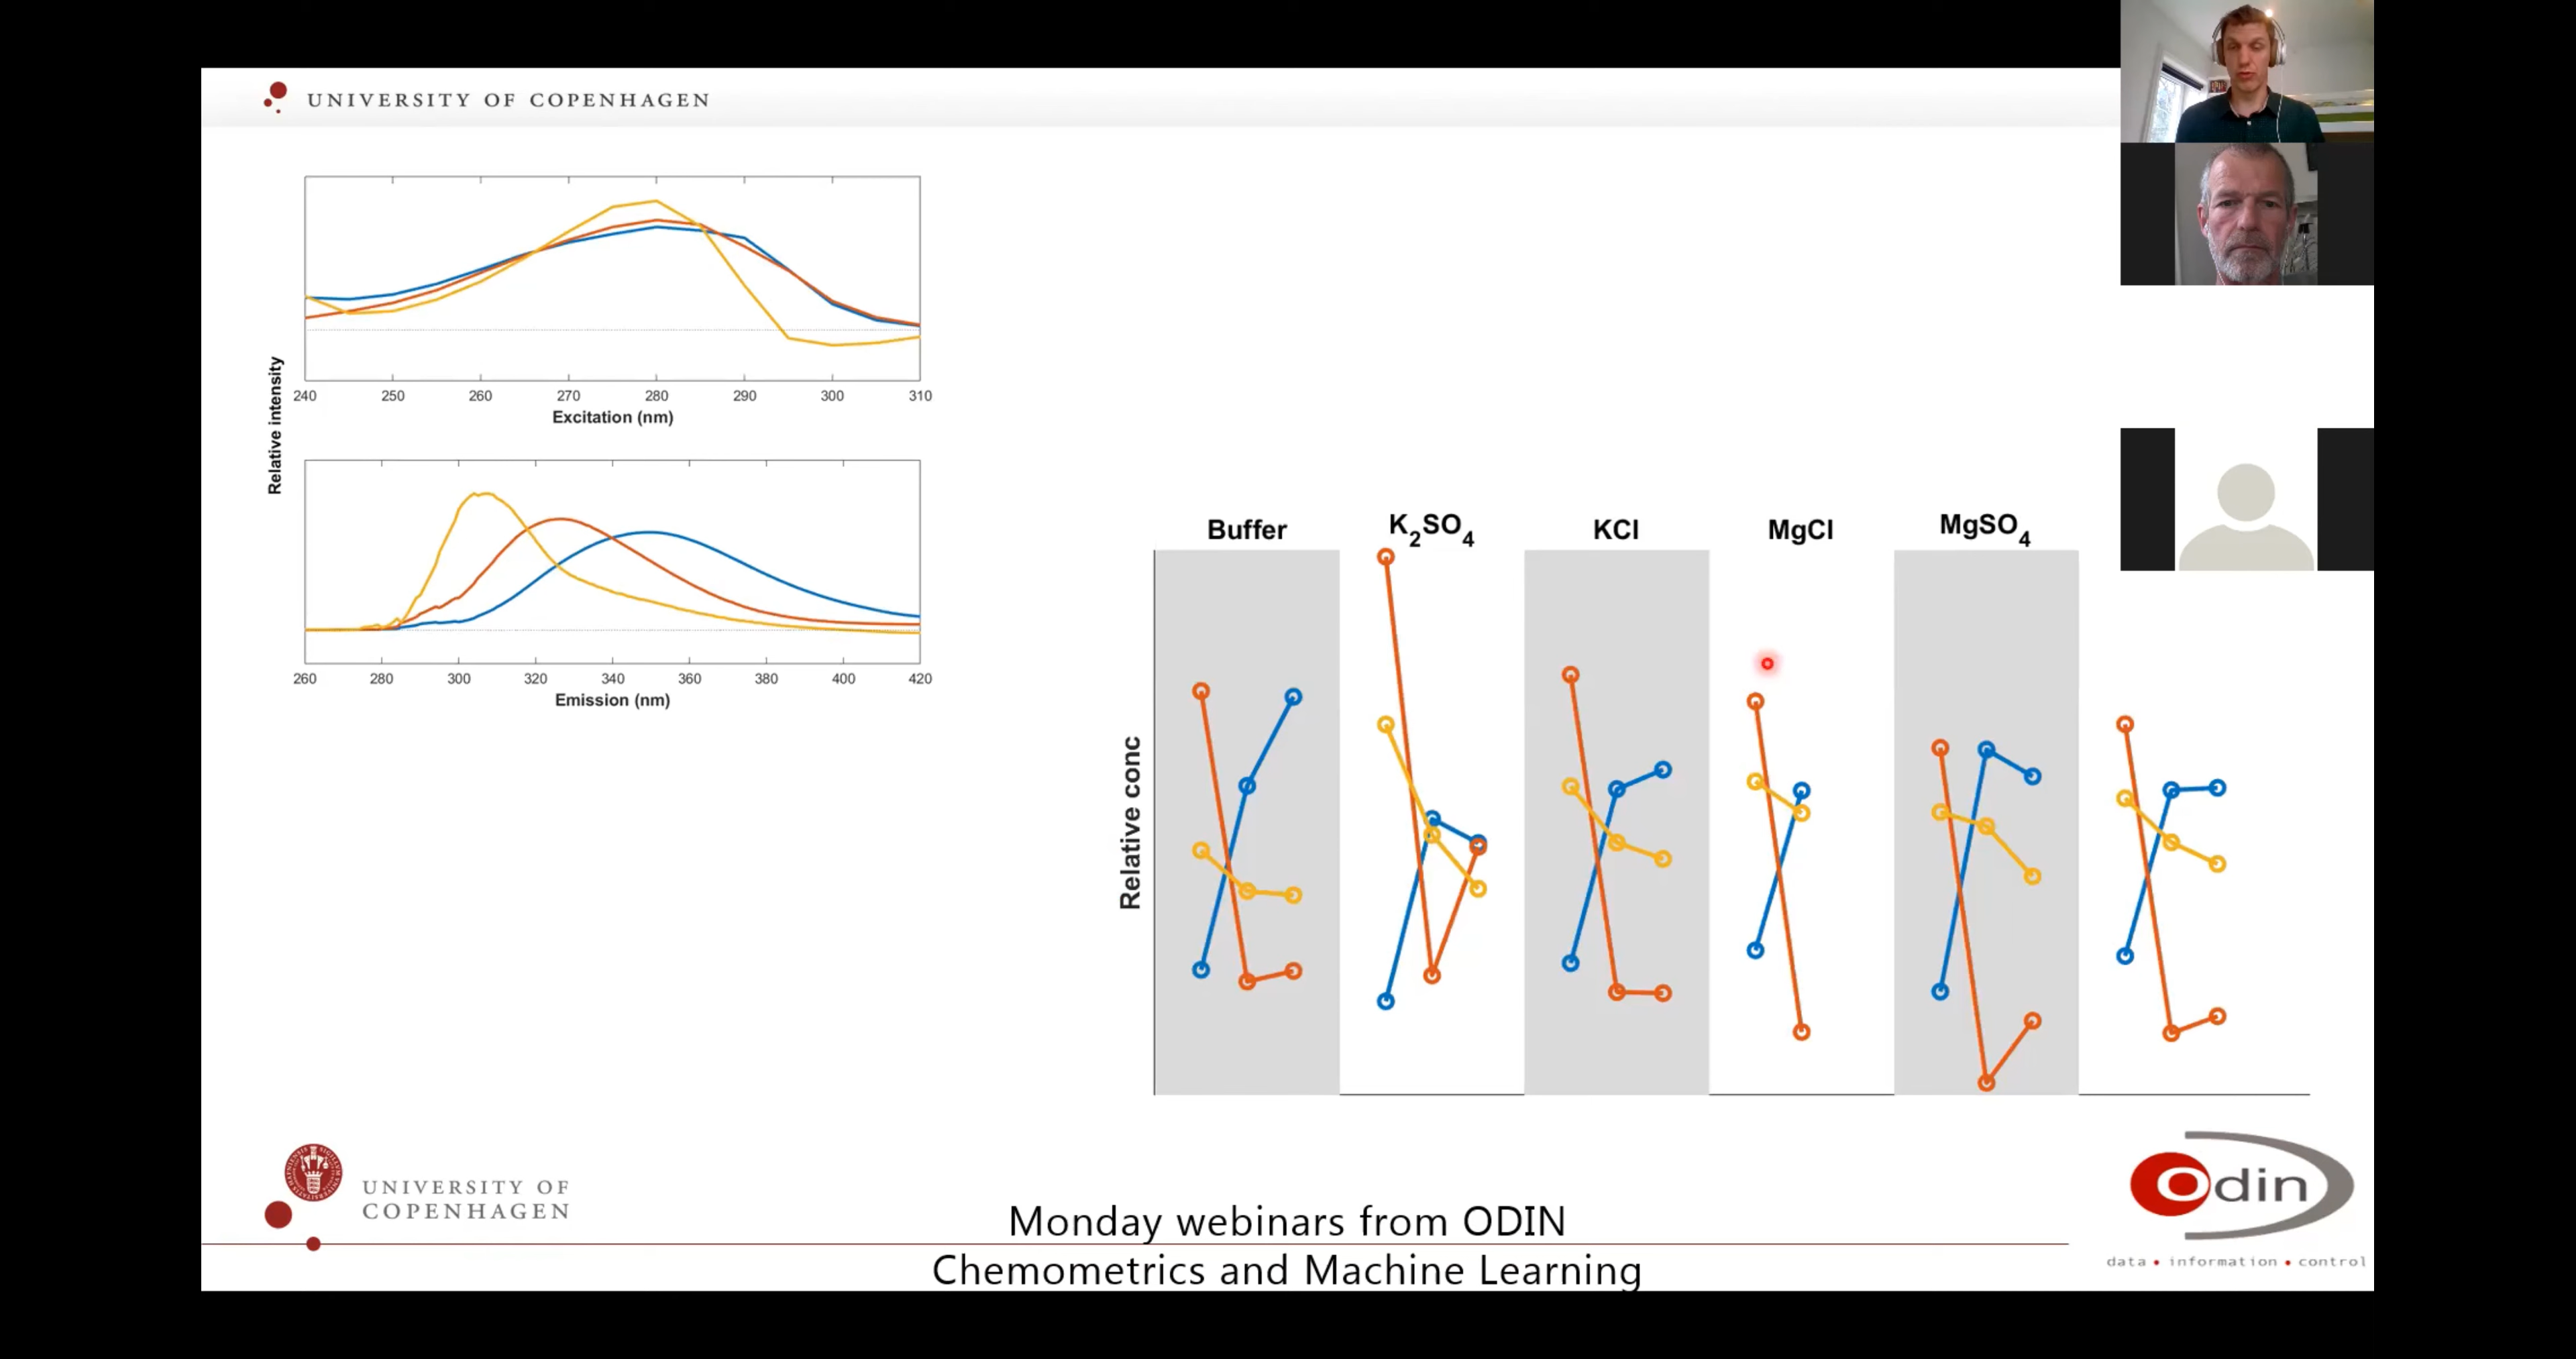 UNIVERSITY OF COPENHAGEN
Relative intensity
240 250 260 270 280 290 300 310
Excitation (nm)
260 280 300 320 340 360 380 400 420
Emission (nm)
Buffer K₂SO₄ KCl MgCl MgSO₄
Relative conc
UNIVERSITY OF
COPENHAGEN
Monday webinars from ODIN
Chemometrics and Machine Learning
Odin
data • information • control